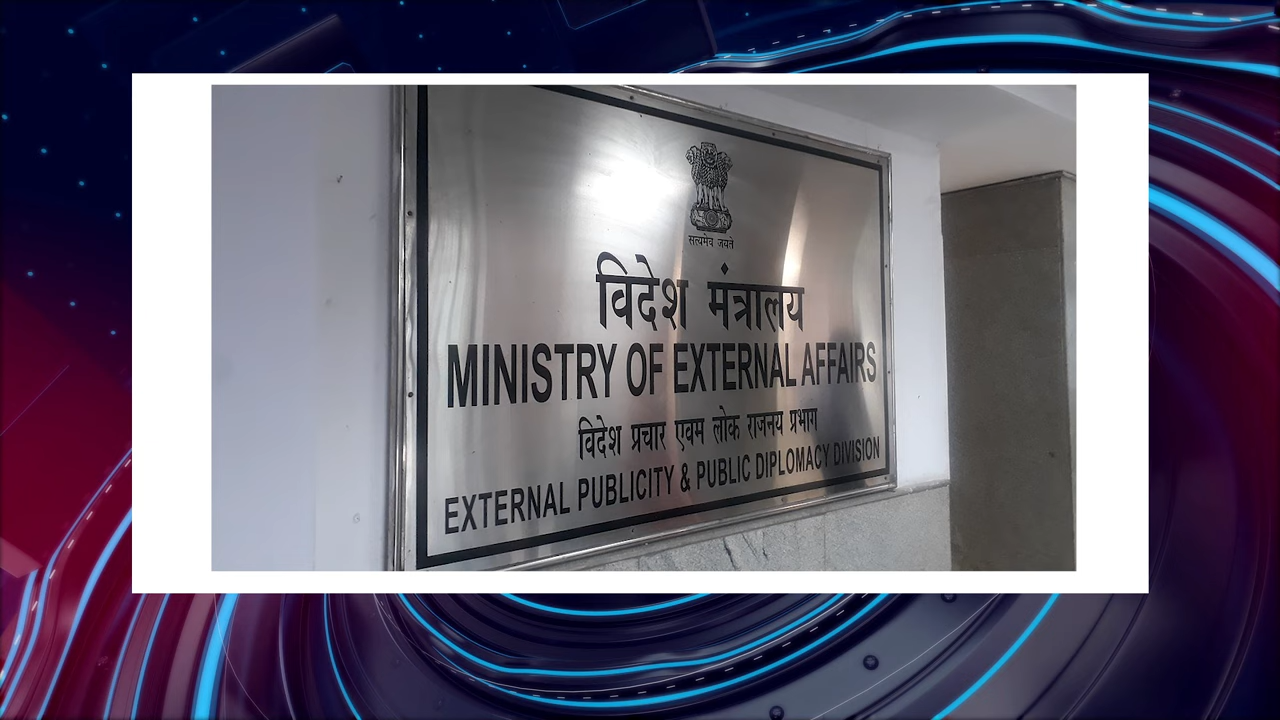 सत्यमेव जयते
विदेश मंत्रालय
MINISTRY OF EXTERNAL AFFAIRS
विदेश प्रचार एवम लोक राजनय प्रभाग
EXTERNAL PUBLICITY & PUBLIC DIPLOMACY DIVISION